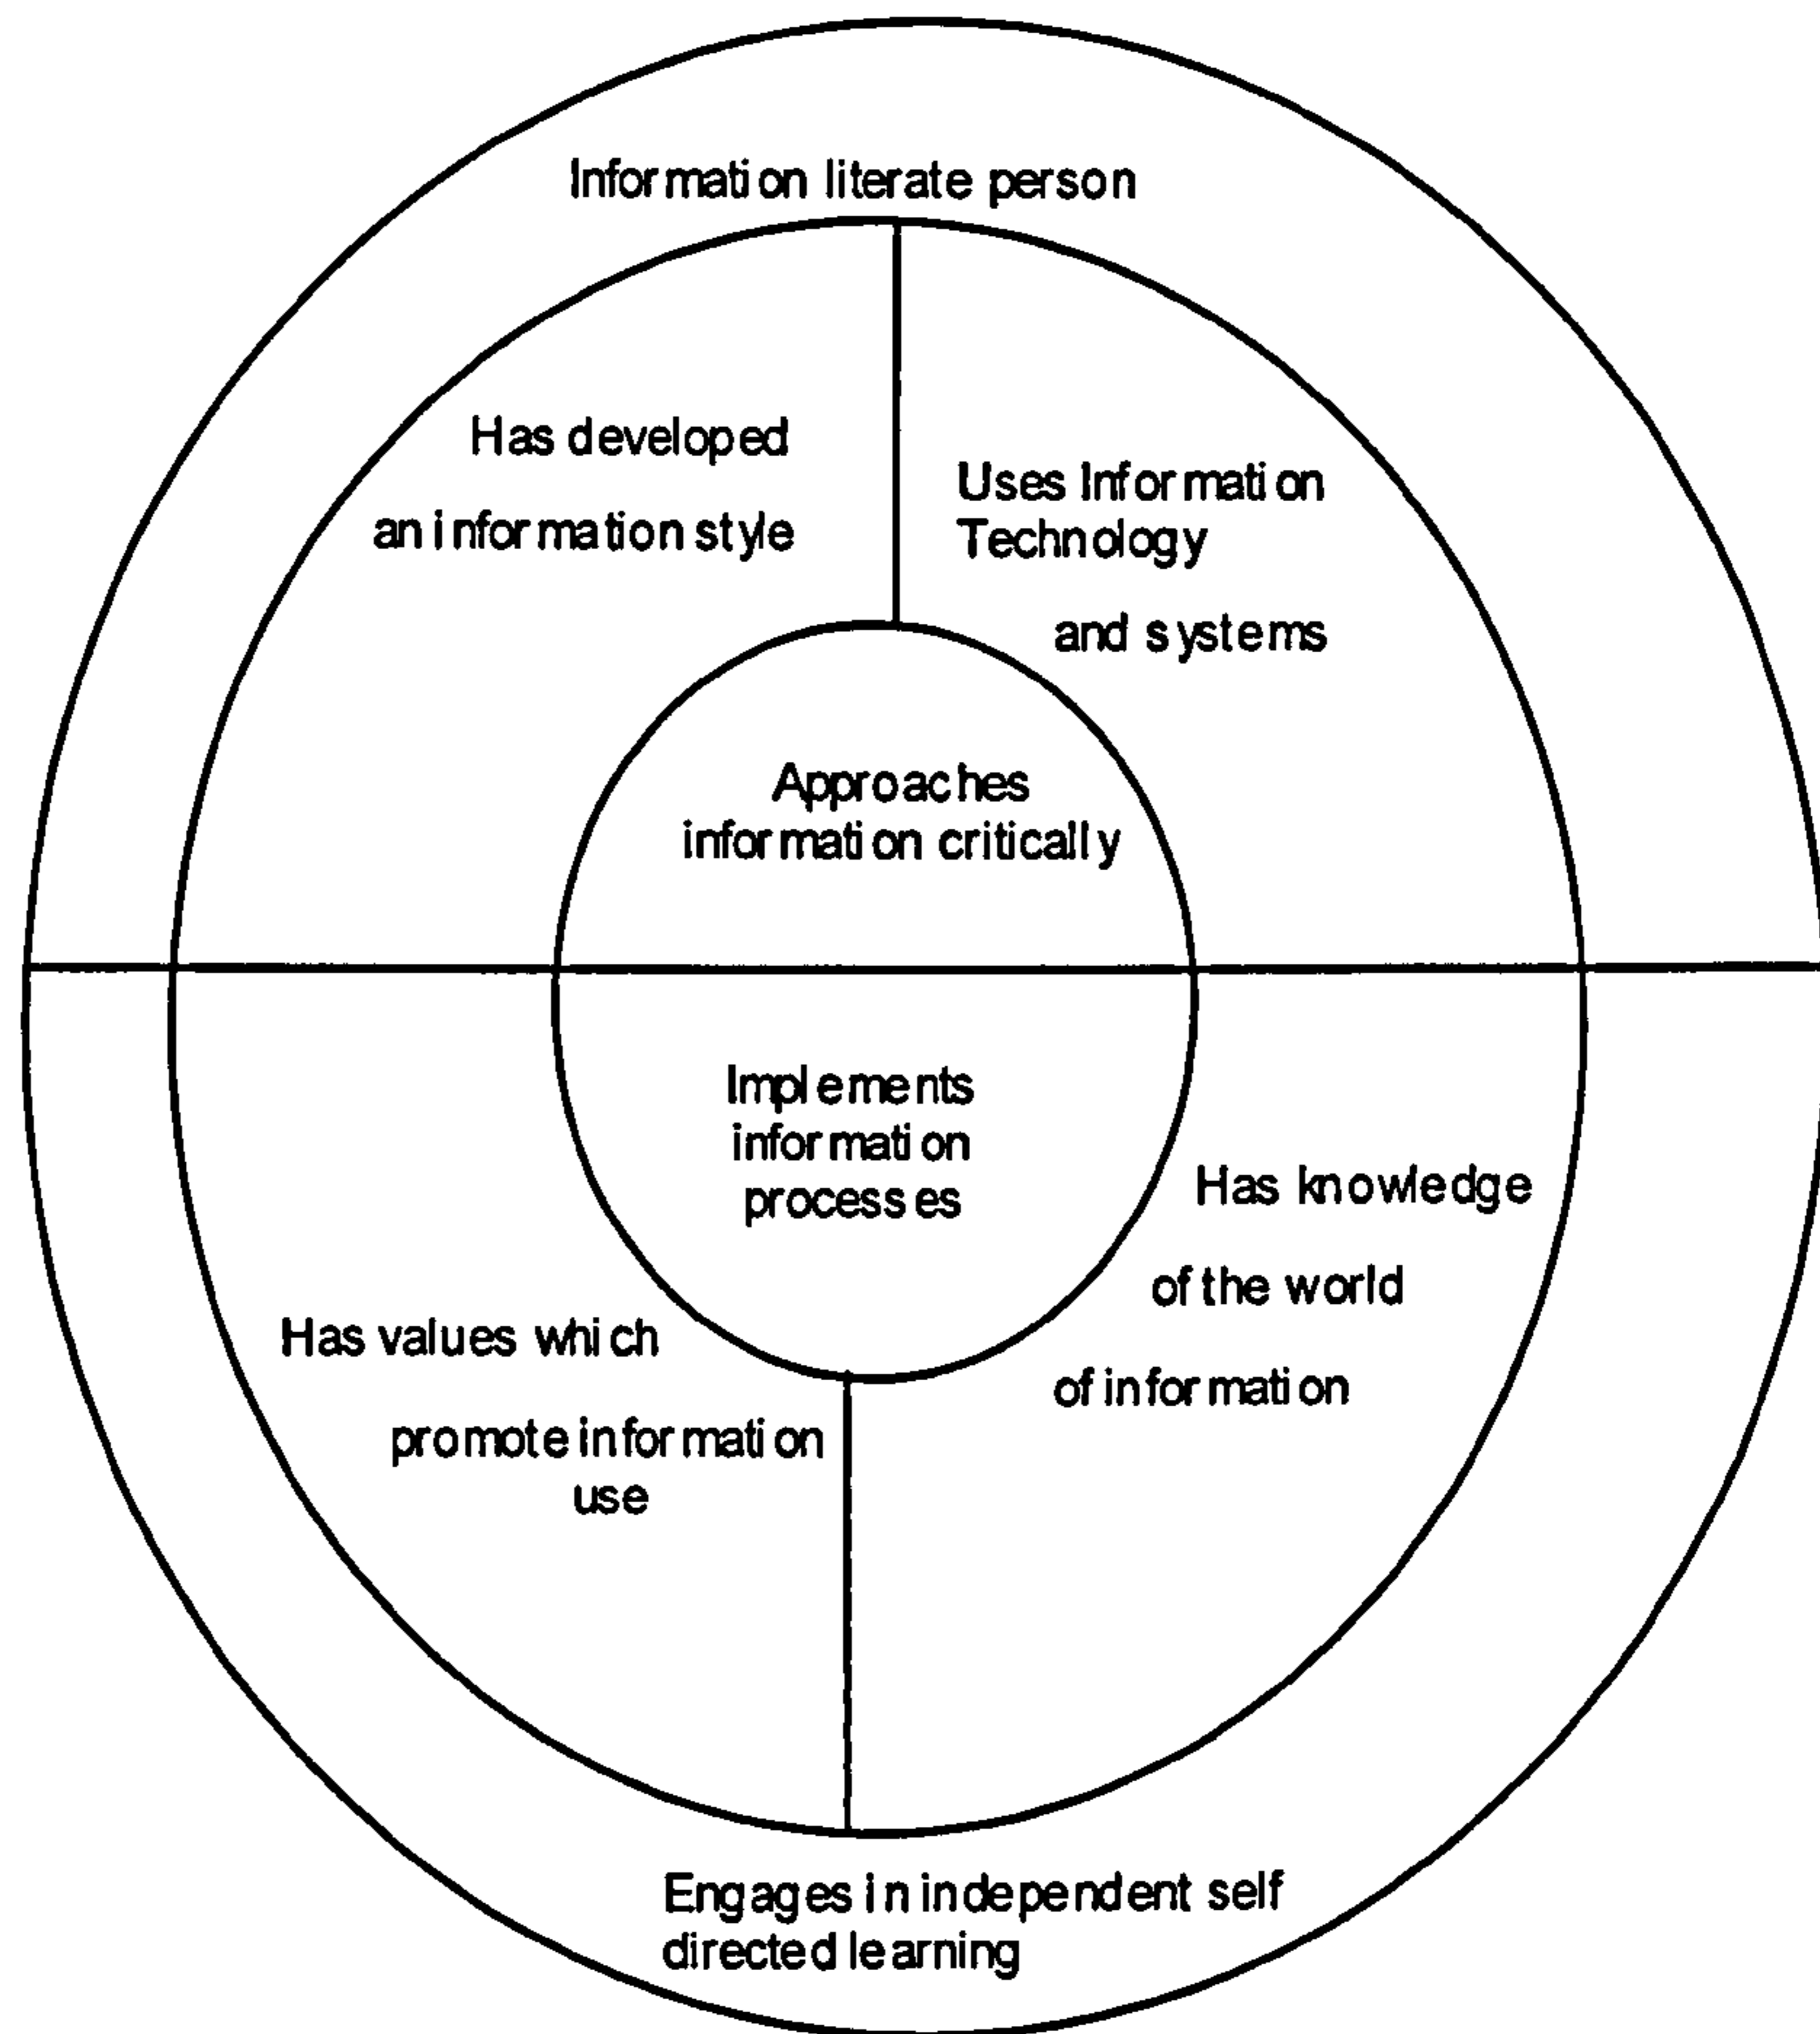 Information literate person
Has developed
an information style
Uses Information
Technology
and systems
Approaches
information critically
Implements
information
processes
Has knowledge
of the world
of information
Has values which
promote information
use
Engages in independent self
directed learning